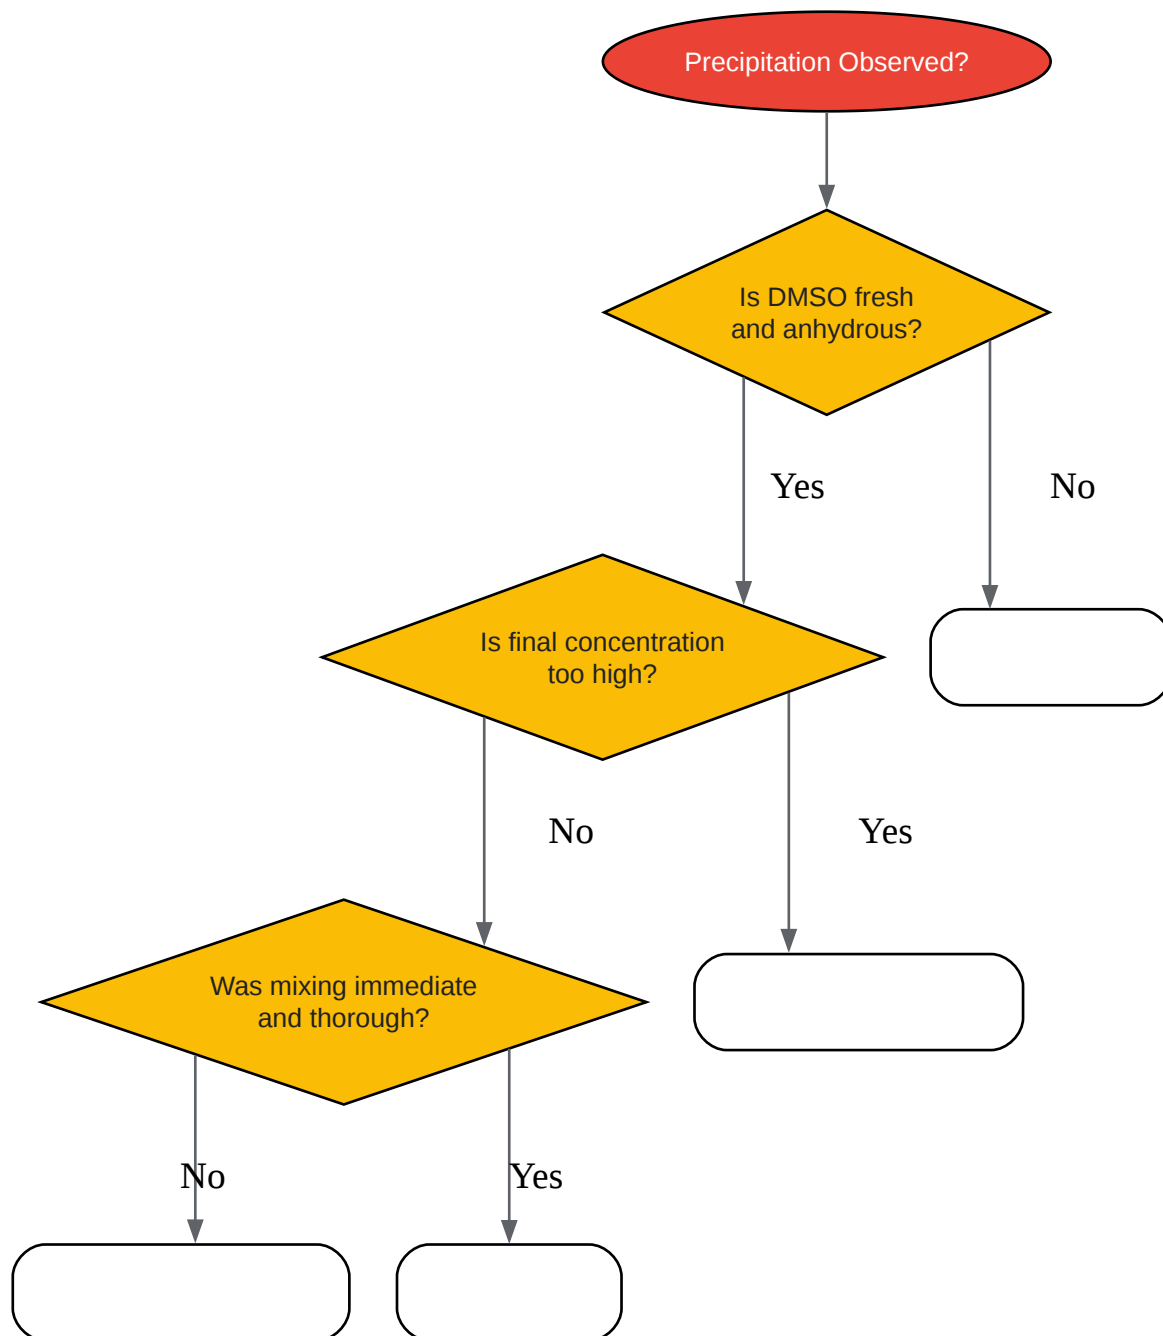 Precipitation Observed?
Is DMSO fresh
and anhydrous?
Yes
No
Is final concentration
too high?
No
Yes
Was mixing immediate
and thorough?
No
Yes